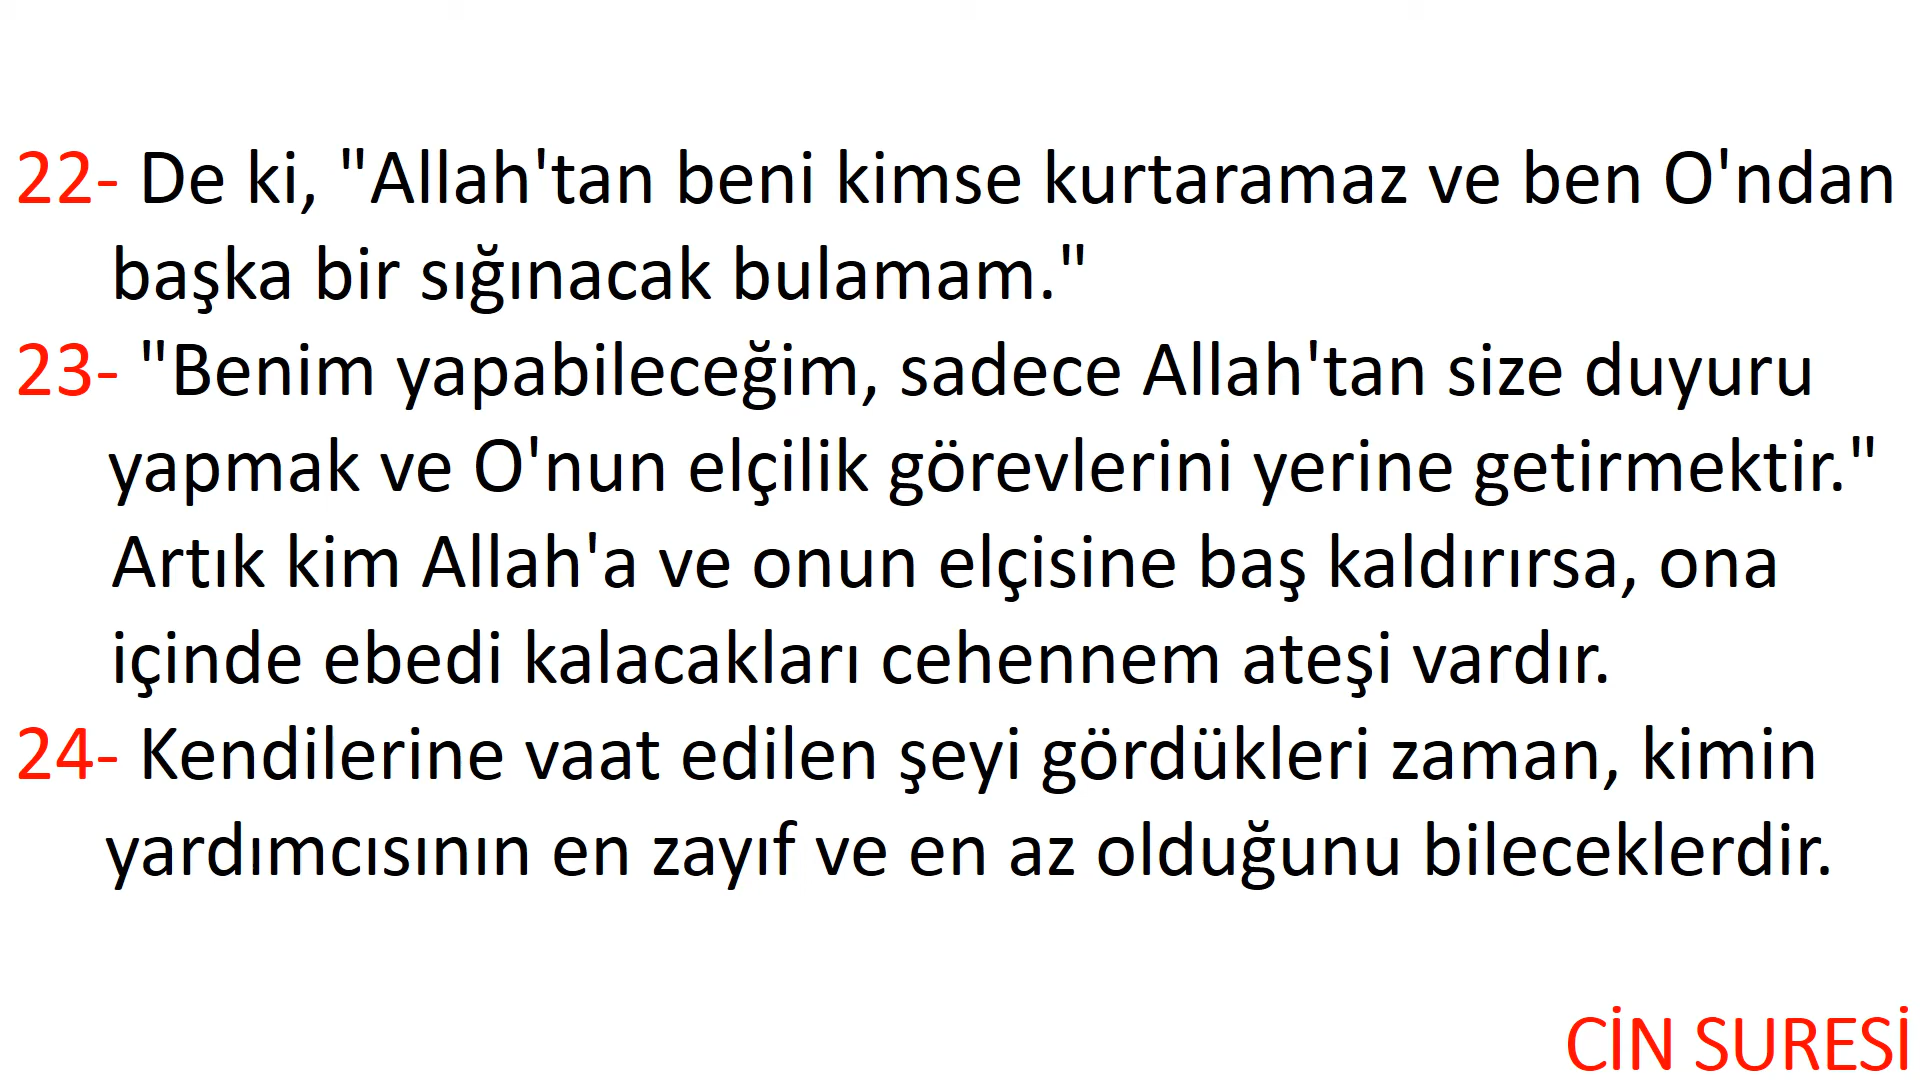 22- De ki, "Allah'tan beni kimse kurtaramaz ve ben O'ndan
başka bir sığınacak bulamam."
23- "Benim yapabileceğim, sadece Allah'tan size duyuru
yapmak ve O'nun elçilik görevlerini yerine getirmektir."
Artık kim Allah'a ve onun elçisine baş kaldırırsa, ona
içinde ebedi kalacakları cehennem ateşi vardır.
24- Kendilerine vaat edilen şeyi gördükleri zaman, kimin
yardımcısının en zayıf ve en az olduğunu bileceklerdir.
CİN SURESİ